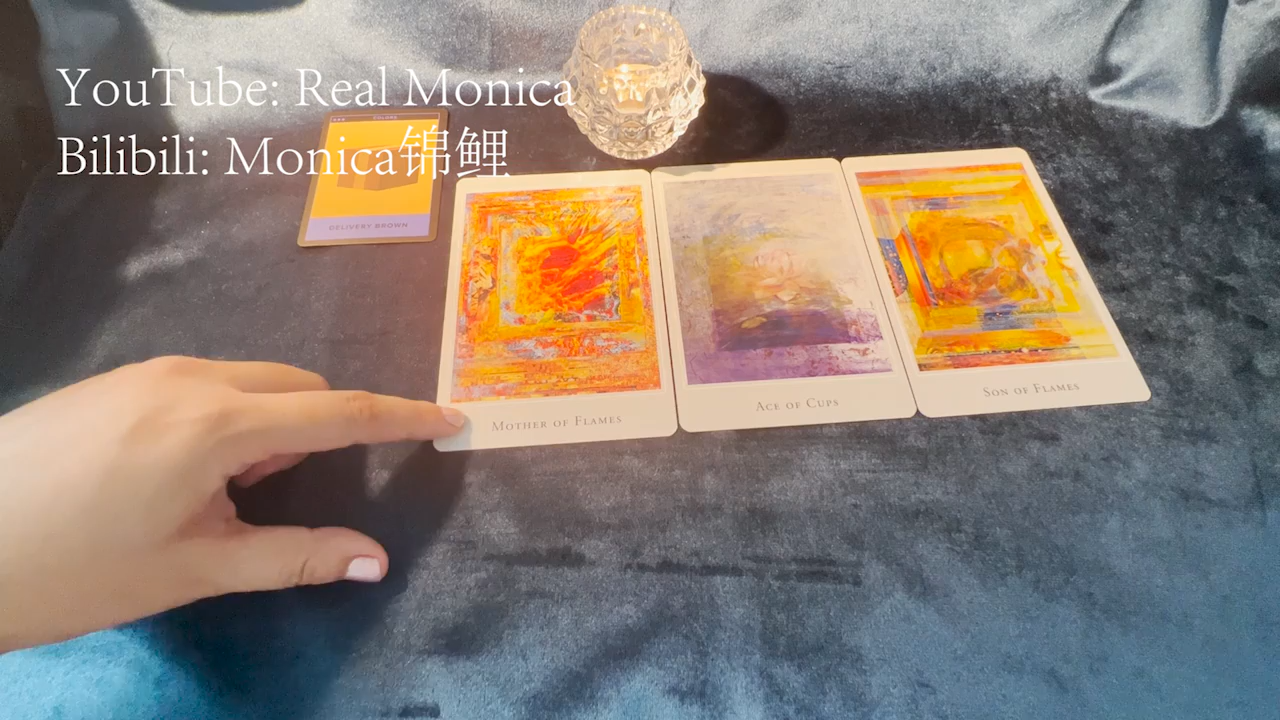 YouTube: Real Monica
Bilibili: Monica锦鲤
COLORS
DELIVERY BROWN
MOTHER OF FLAMES
ACE OF CUPS
SON OF FLAMES